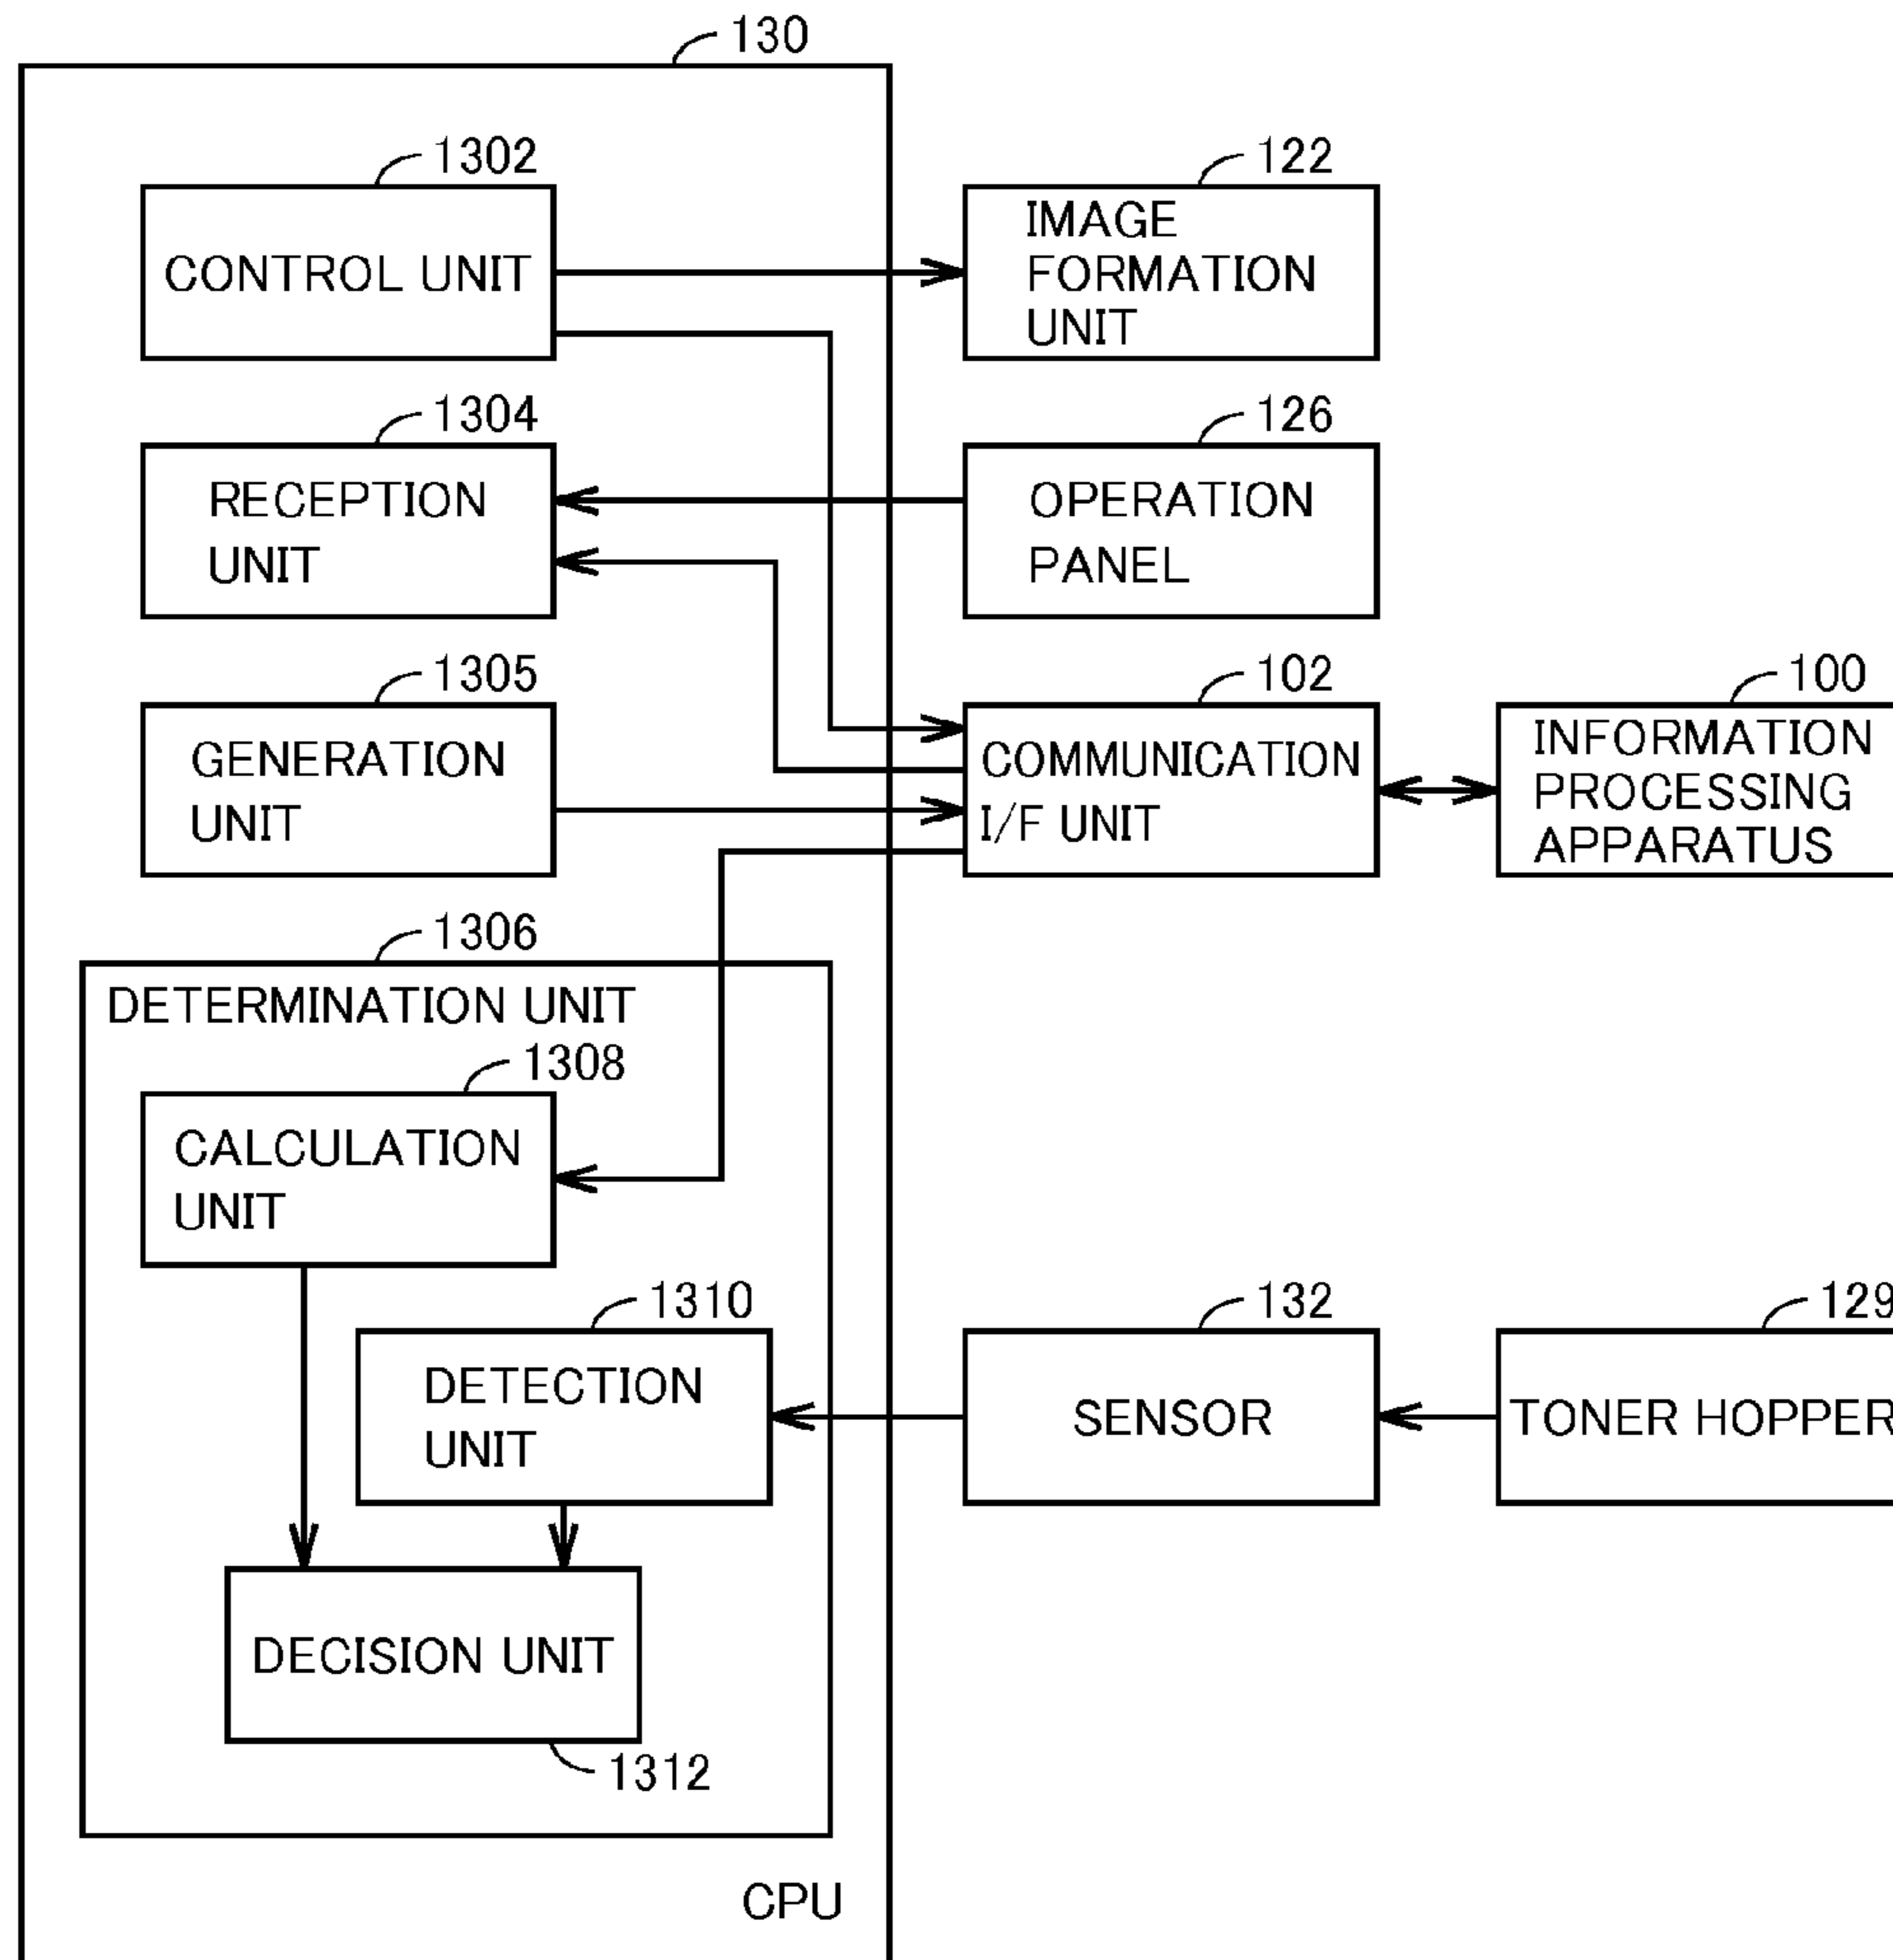 130
1302
CONTROL UNIT
122
IMAGE
FORMATION
UNIT
1304
RECEPTION
UNIT
126
OPERATION
PANEL
1305
GENERATION
UNIT
102
COMMUNICATION
I/F UNIT
100
INFORMATION
PROCESSING
APPARATUS
1306
DETERMINATION UNIT
1308
CALCULATION
UNIT
1310
DETECTION
UNIT
132
SENSOR
129
TONER HOPPER
DECISION UNIT
1312
CPU